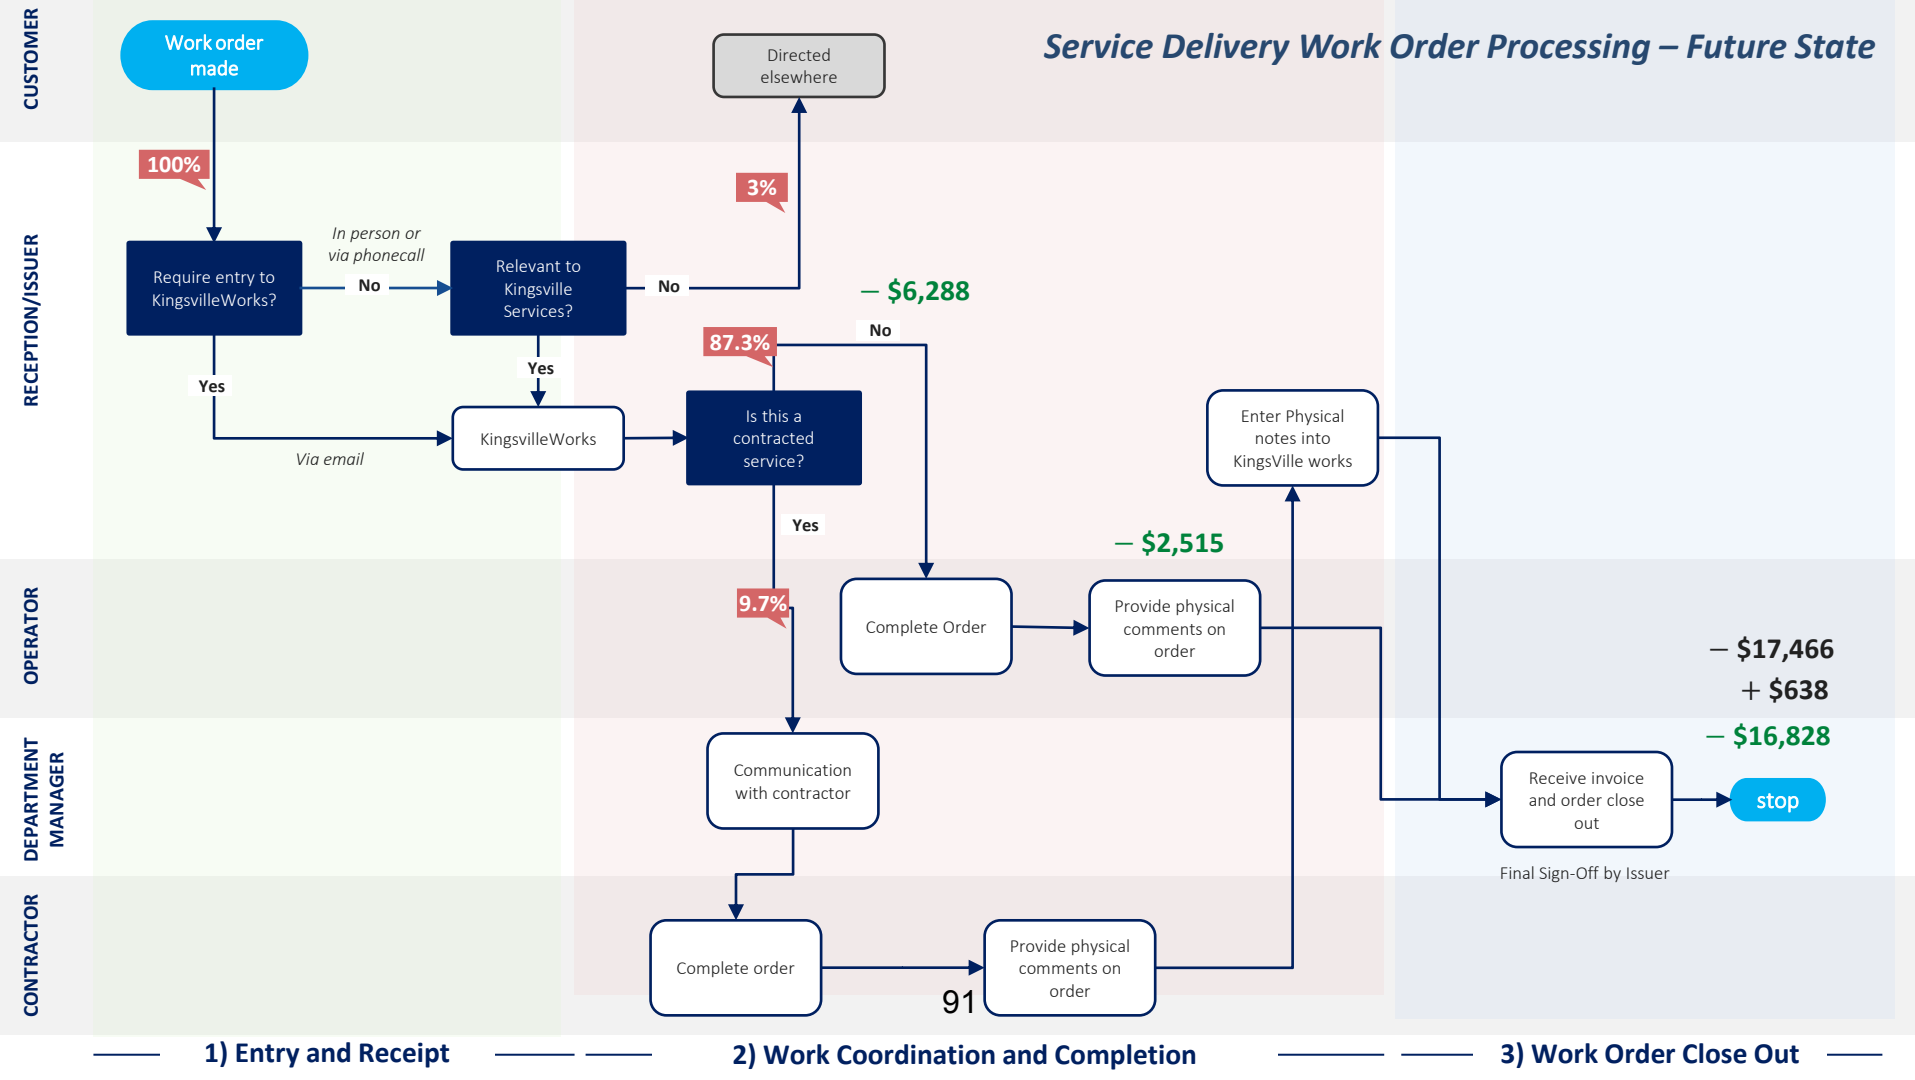 Service Delivery Work Order Processing – Future State
CUSTOMER
Work order
made
Directed
elsewhere
100%
3%
RECEPTION/ISSUER
In person or
via phonecall
Require entry to
KingsvilleWorks?
No
Relevant to
Kingsville
Services?
No
– $6,288
87.3%
No
Yes
Yes
Via email
KingsvilleWorks
Is this a
contracted
service?
Enter Physical
notes into
KingsVille works
Yes
– $2,515
OPERATOR
9.7%
Complete Order
Provide physical
comments on
order
– $17,466
+ $638
– $16,828
DEPARTMENT
MANAGER
Communication
with contractor
Receive invoice
and order close
out
stop
Final Sign-Off by Issuer
CONTRACTOR
Complete order
Provide physical
comments on
order
91
1) Entry and Receipt
2) Work Coordination and Completion
3) Work Order Close Out